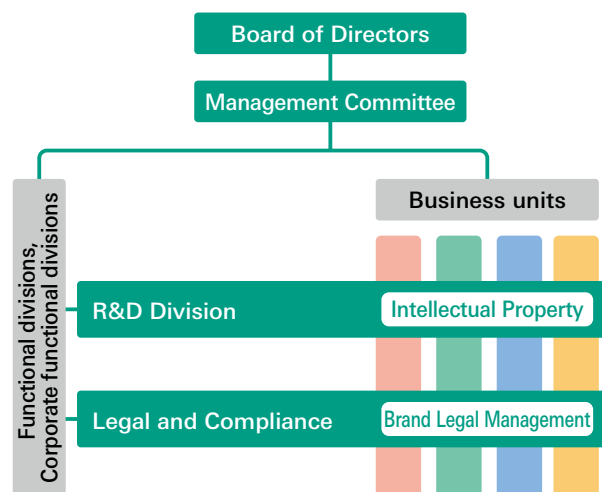 Board of Directors
Management Committee
Business units
Functional divisions,
Corporate functional divisions
R&D Division
Intellectual Property
Legal and Compliance
Brand Legal Management